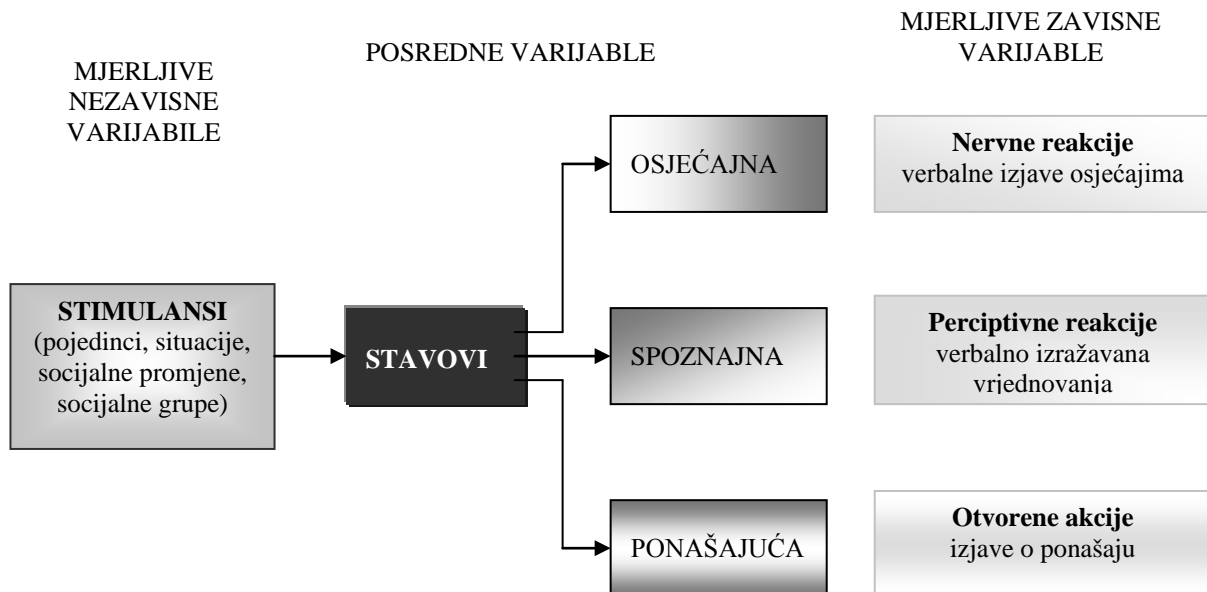 MJERLJIVE
NEZAVISNE
VARIJABILE
POSREDNE VARIJABLE
MJERLJIVE ZAVISNE
VARIJABLE
STIMULANSI
(pojedinci, situacije,
socijalne promjene,
socijalne grupe)
STAVOVI
OSJEĆAJNA
SPOZNAJNA
PONAŠAJUĆA
Nervne reakcije
verbalne izjave osjećajima
Perciptivne reakcije
verbalno izražavana
vrjednovanja
Otvorene akcije
izjave o ponašaju